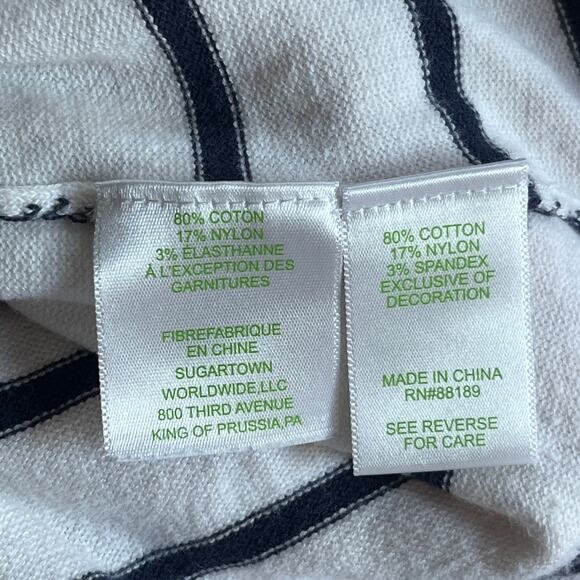 80% COTON
17% NYLON
3% ÉLASTHANNE
À L'EXCEPTION DES
GARNITURES
FIBREFABRIQUE
EN CHINE
SUGARTOWN
WORLDWIDE,LLC
800 THIRD AVENUE
KING OF PRUSSIA,PA
80% COTTON
17% NYLON
3% SPANDEX
EXCLUSIVE OF
DECORATION
MADE IN CHINA
RN#88189
SEE REVERSE
FOR CARE